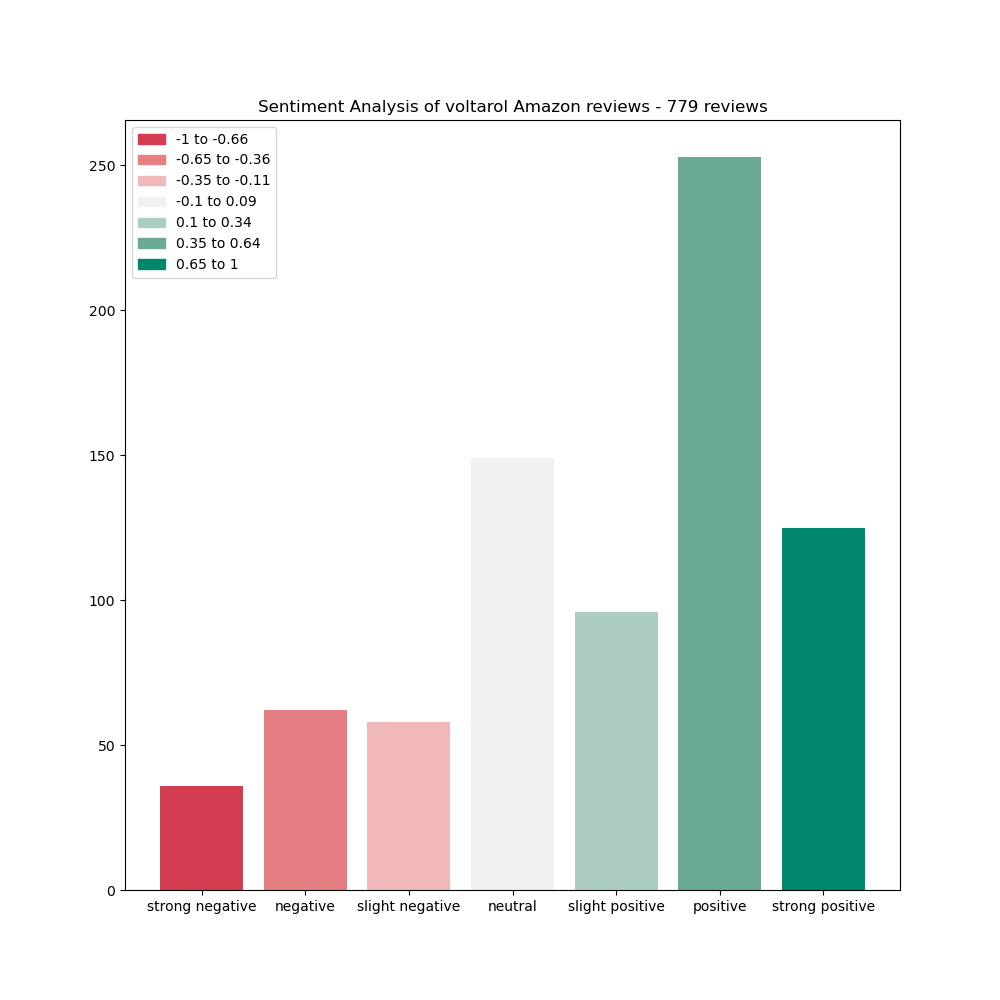 Sentiment Analysis of voltarol Amazon reviews - 779 reviews
-1 to -0.66
-0.65 to -0.36
-0.35 to -0.11
-0.1 to 0.09
0.1 to 0.34
0.35 to 0.64
0.65 to 1
250
200
150
100
50
0
strong negative negative slight negative neutral slight positive positive strong positive